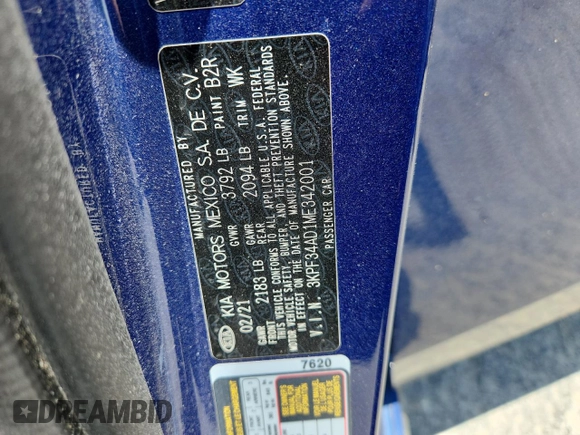 KIA MOTORS MEXICO S.A. DE C.V.
02/21 GVWR 3792 LB PAINT B2R
GAWR FRONT 2183 LB GAWR REAR 2094 LB TRIM WK
THIS VEHICLE CONFORMS TO ALL APPLICABLE U.S.A. FEDERAL
MOTOR VEHICLE SAFETY, BUMPER, AND THEFT PREVENTION STANDARDS
IN EFFECT ON THE DATE OF MANUFACTURE SHOWN ABOVE.
V.I.N. 3KPF34AD1ME342001
PASSENGER CAR
7620
DREAMBID